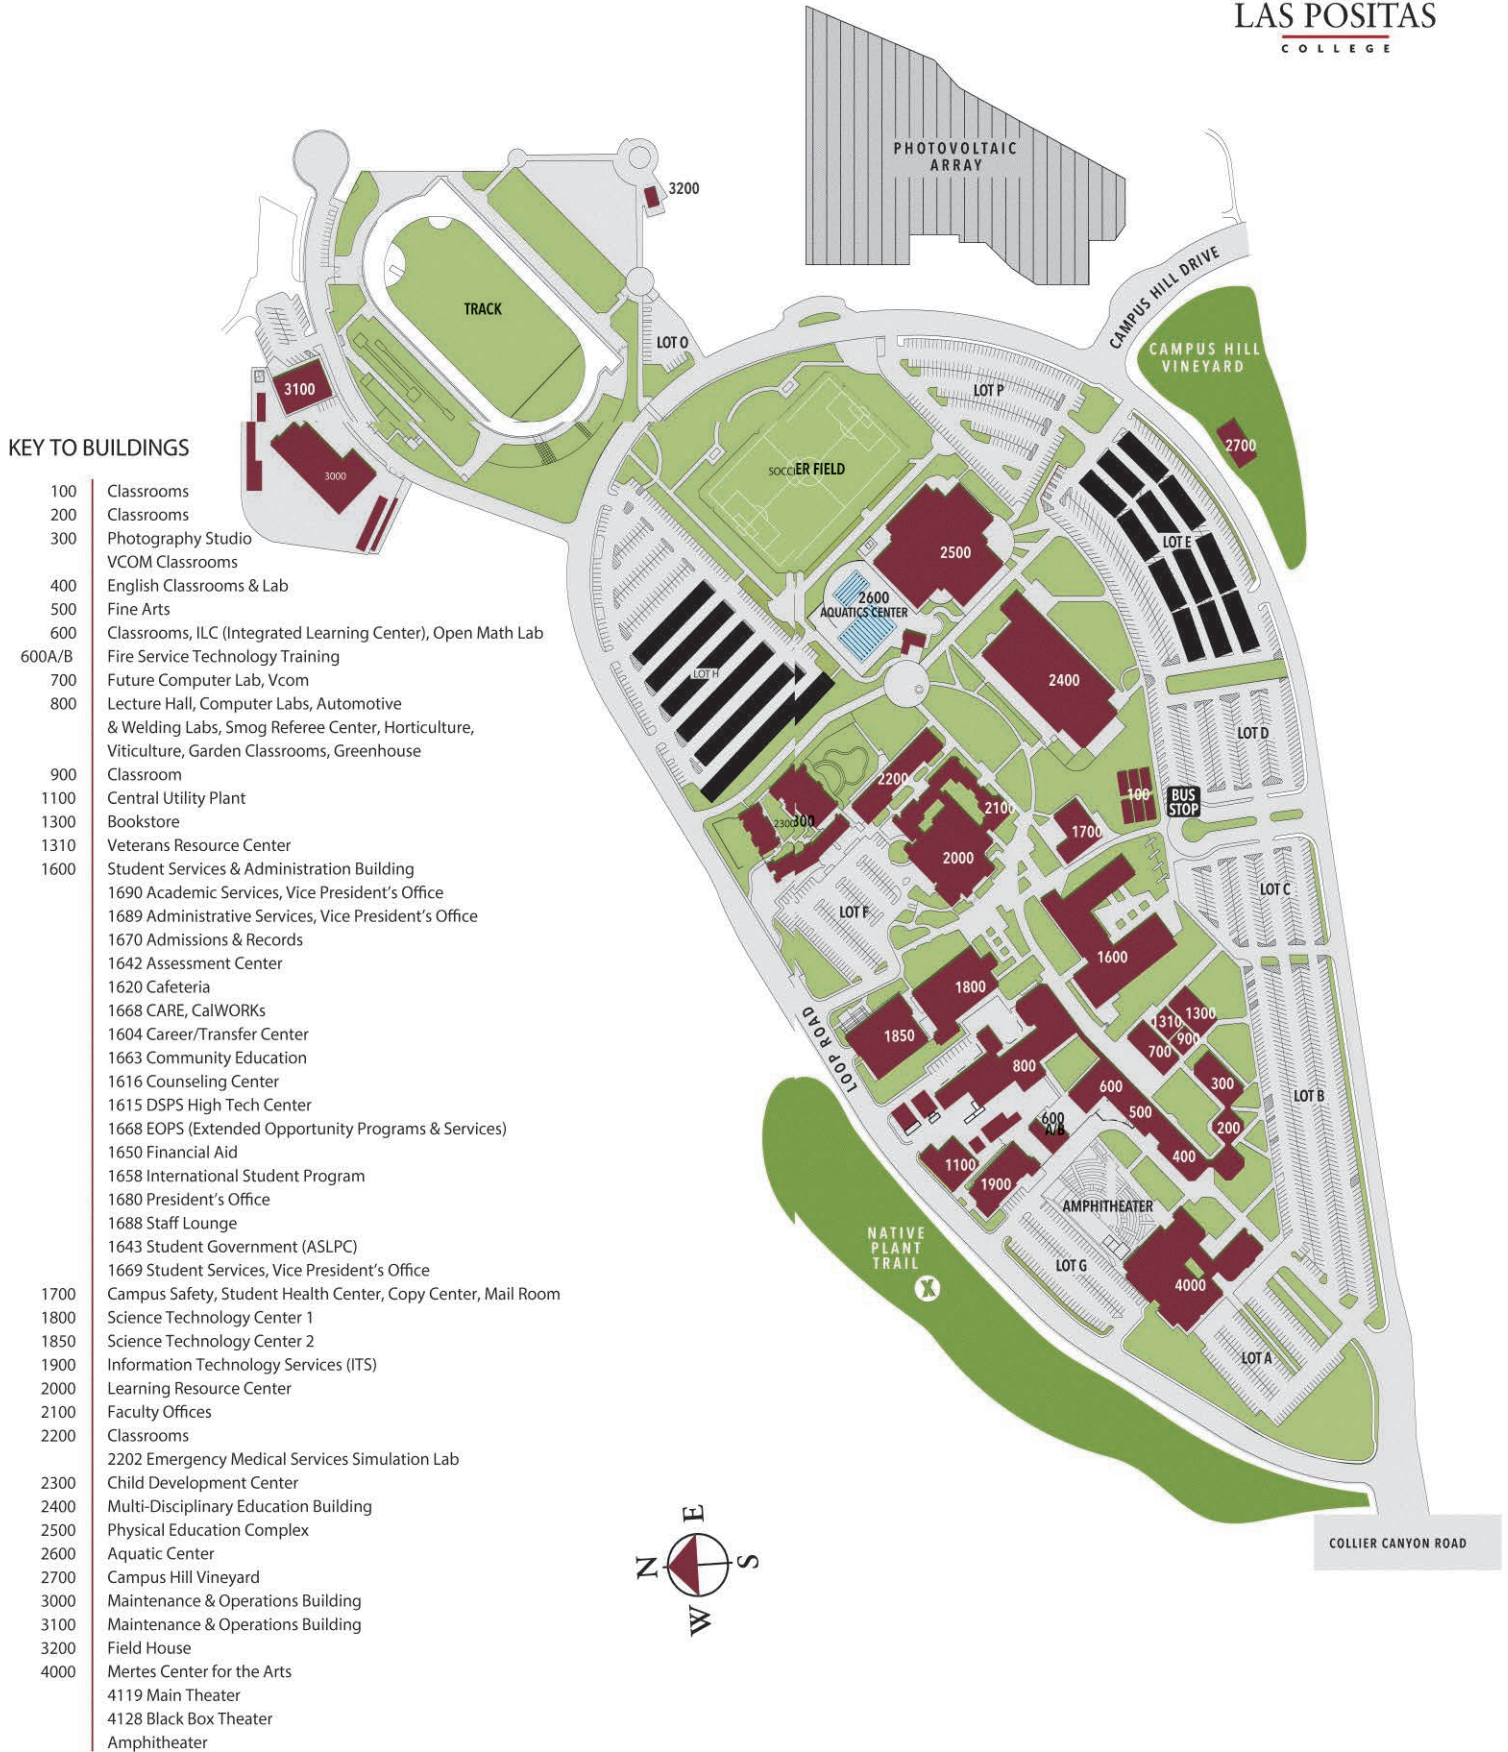 LAS POSITAS
COLLEGE
PHOTOVOLTAIC
ARRAY
3200
CAMPUS HILL DRIVE
TRACK
LOT O
CAMPUS HILL
VINEYARD
3100
LOT P
2700
3000
SOCCER FIELD
LOT E
2500
2600
AQUATICS CENTER
LOT H
2400
LOT D
2200
100
BUS
STOP
2100
2300
1700
2000
LOT C
LOT F
1600
1800
1300
1310
900
1850
700
LOOP ROAD
800
300
600
LOT B
500
600
A/B
200
400
1100
1900
AMPHITHEATER
NATIVE
PLANT
TRAIL
LOT G
4000
LOT A
COLLIER CANYON ROAD
E
N
S
W
KEY TO BUILDINGS
100 Classrooms
200 Classrooms
300 Photography Studio
VCOM Classrooms
400 English Classrooms & Lab
500 Fine Arts
600 Classrooms, ILC (Integrated Learning Center), Open Math Lab
600A/B Fire Service Technology Training
700 Future Computer Lab, Vcom
800 Lecture Hall, Computer Labs, Automotive
& Welding Labs, Smog Referee Center, Horticulture,
Viticulture, Garden Classrooms, Greenhouse
900 Classroom
1100 Central Utility Plant
1300 Bookstore
1310 Veterans Resource Center
1600 Student Services & Administration Building
1690 Academic Services, Vice President's Office
1689 Administrative Services, Vice President's Office
1670 Admissions & Records
1642 Assessment Center
1620 Cafeteria
1668 CARE, CalWORKs
1604 Career/Transfer Center
1663 Community Education
1616 Counseling Center
1615 DSPS High Tech Center
1668 EOPS (Extended Opportunity Programs & Services)
1650 Financial Aid
1658 International Student Program
1680 President's Office
1688 Staff Lounge
1643 Student Government (ASLPC)
1669 Student Services, Vice President's Office
1700 Campus Safety, Student Health Center, Copy Center, Mail Room
1800 Science Technology Center 1
1850 Science Technology Center 2
1900 Information Technology Services (ITS)
2000 Learning Resource Center
2100 Faculty Offices
2200 Classrooms
2202 Emergency Medical Services Simulation Lab
2300 Child Development Center
2400 Multi-Disciplinary Education Building
2500 Physical Education Complex
2600 Aquatic Center
2700 Campus Hill Vineyard
3000 Maintenance & Operations Building
3100 Maintenance & Operations Building
3200 Field House
4000 Mertes Center for the Arts
4119 Main Theater
4128 Black Box Theater
Amphitheater